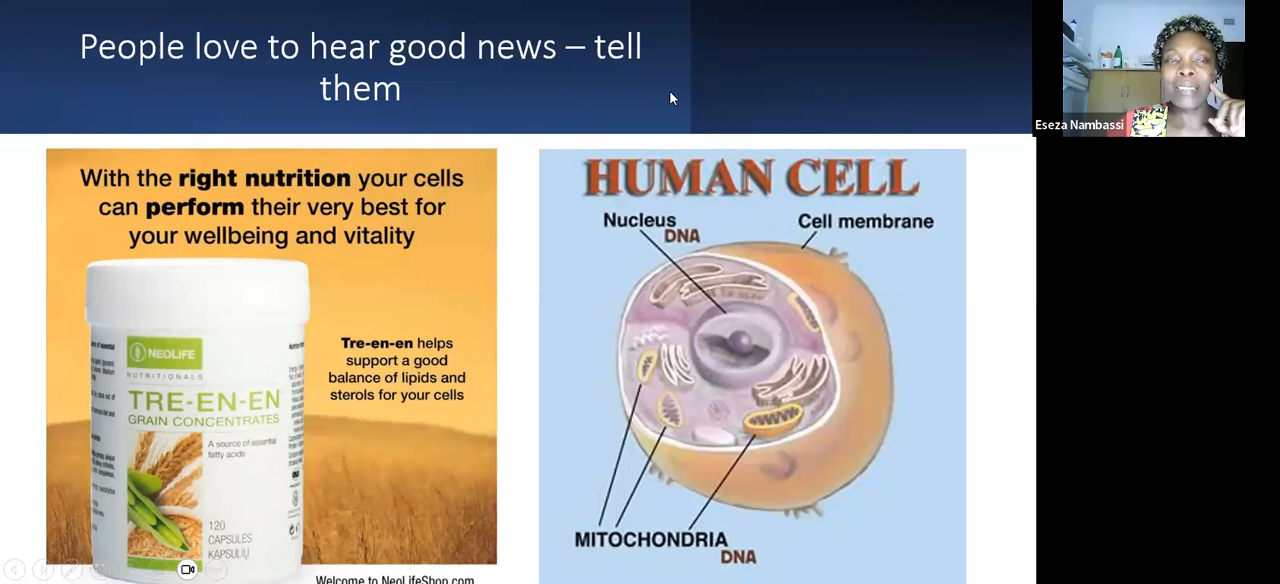 People love to hear good news – tell
them
Eseza Nambassi
With the right nutrition your cells
can perform their very best for
your wellbeing and vitality
Tre-en-en helps
support a good
balance of lipids and
sterols for your cells
NEOLIFE
NUTRITIONALS
TRE-EN-EN
GRAIN CONCENTRATES
A source of essential
fatty acids
120
CAPSULES
KAPSULIŲ
Welcome to NeoLifeShop.com
HUMAN CELL
Nucleus
DNA
Cell membrane
MITOCHONDRIA
DNA